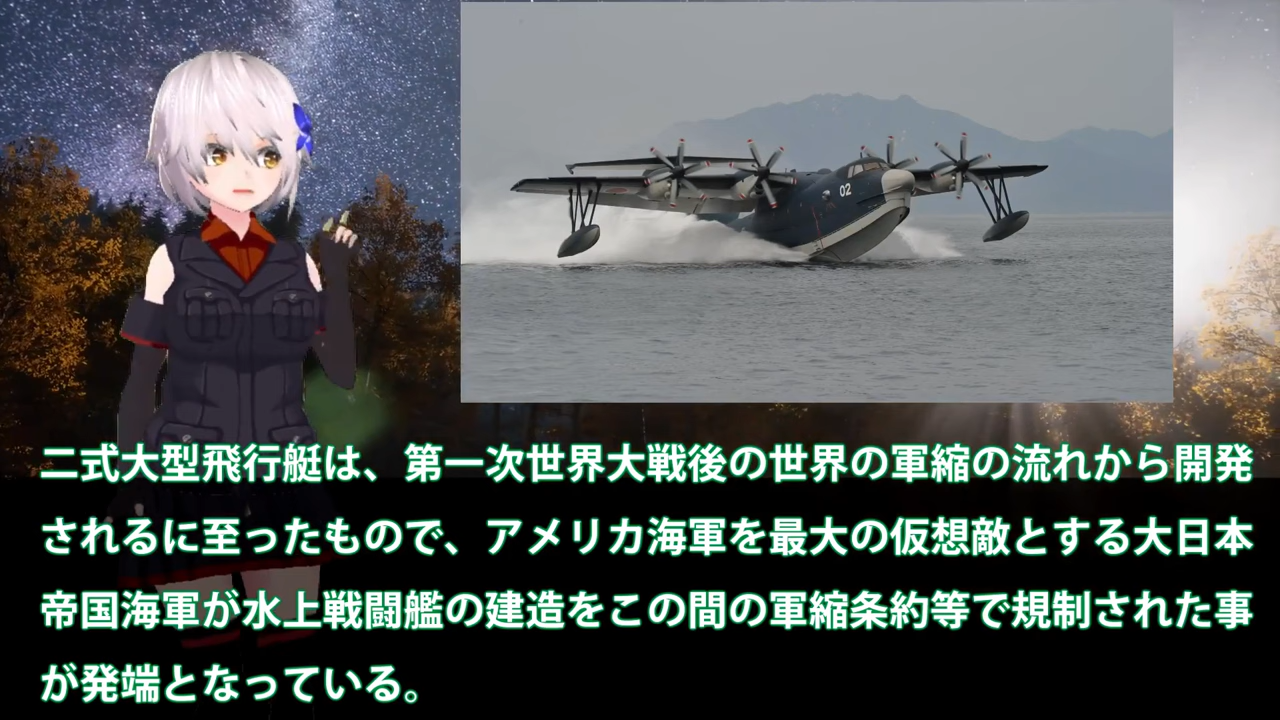 02
二式大型飛行艇は、第一次世界大戦後の世界の軍縮の流れから開発
されるに至ったもので、アメリカ海軍を最大の仮想敵とする大日本
帝国海軍が水上戦闘艦の建造をこの間の軍縮条約等で規制された事
が発端となっている。